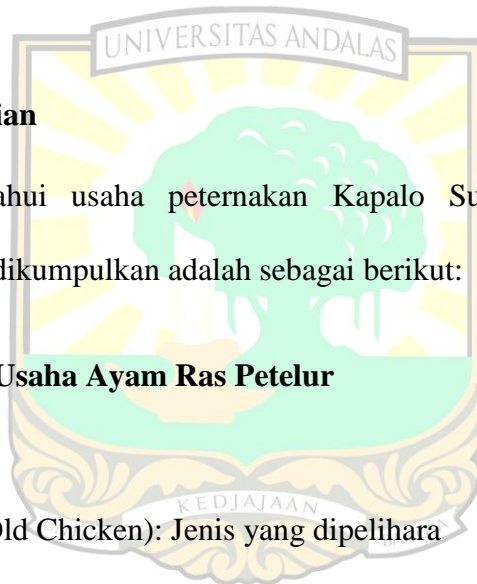 UNIVERSITAS ANDALAS
ian
ahui usaha peternakan Kapalo Su
dikumpulkan adalah sebagai berikut:
Usaha Ayam Ras Petelur
KEDJAJAAN
Old Chicken): Jenis yang dipelihara